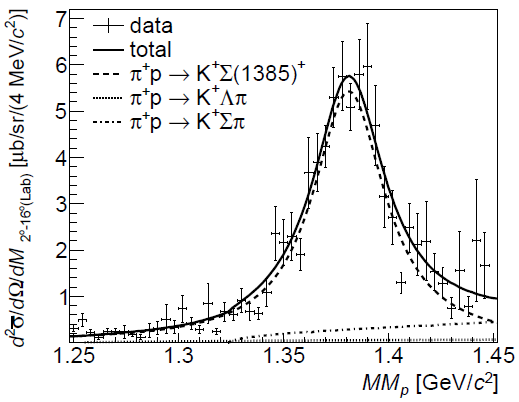 7
6
5
4
3
2
1
data
total
π⁺p → K⁺Σ(1385)⁺
π⁺p → K⁺Λπ
π⁺p → K⁺Σπ
d²σ/dΩ/dM 2°-16°(Lab) [μb/sr/(4 MeV/c²)]
1.25 1.3 1.35 1.4 1.45
MMp [GeV/c²]